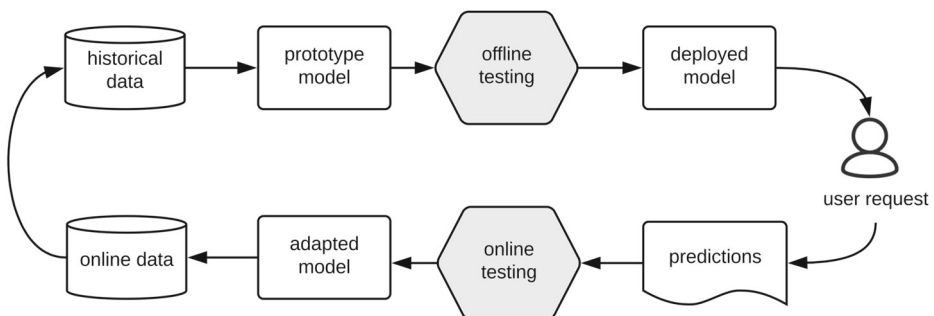 historical
data
prototype
model
offline
testing
deployed
model
user request
predictions
online
testing
adapted
model
online data